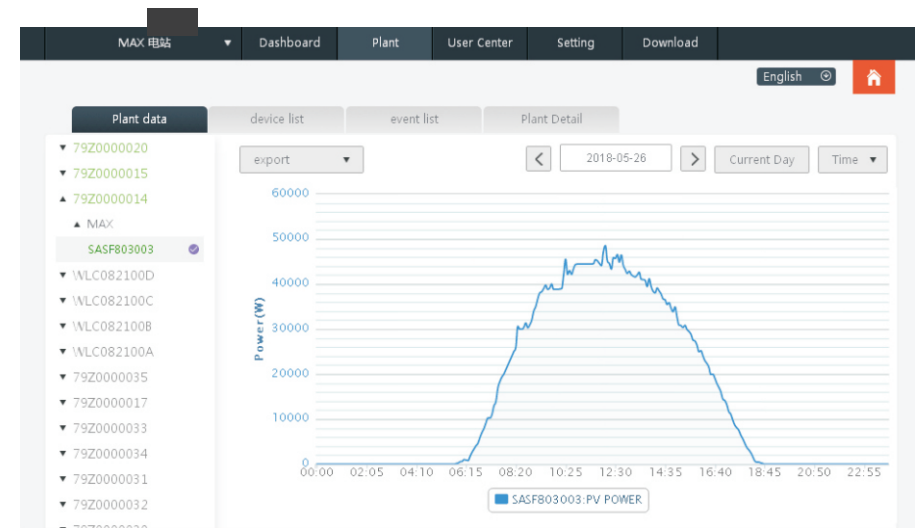 MAX 电站 ▼ Dashboard Plant User Center Setting Download
English
Plant data device list event list Plant Detail
79Z0000020
79Z0000015
79Z0000014
MAX
SASF803003
WLC082100D
WLC082100C
WLC082100B
WLC082100A
79Z0000035
79Z0000017
79Z0000033
79Z0000034
79Z0000031
79Z0000032
export ▼ 2018-05-26 Current Day Time ▼
60000
50000
40000
30000
20000
10000
0
Power(W)
00:00 02:05 04:10 06:15 08:20 10:25 12:30 14:35 16:40 18:45 20:50 22:55
SASF803003:PV POWER